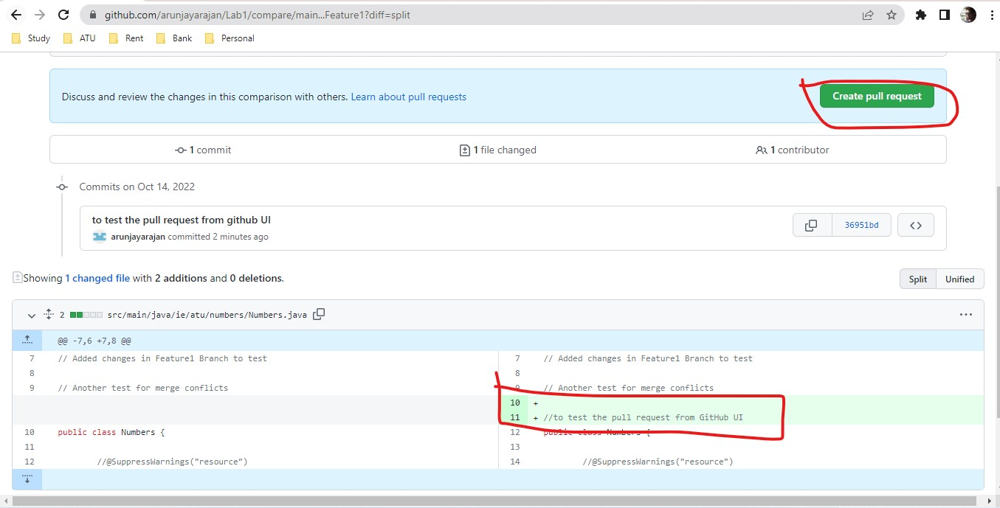 github.com/arunjayarajan/Lab1/compare/main...Feature1?diff=split
Study ATU Rent Bank Personal
Discuss and review the changes in this comparison with others. Learn about pull requests Create pull request
1 commit 1 file changed 1 contributor
Commits on Oct 14, 2022
to test the pull request from github UI
arunjayarajan committed 2 minutes ago
36951bd
Showing 1 changed file with 2 additions and 0 deletions.
Split Unified
2 src/main/java/ie/atu/numbers/Numbers.java
@@ -7,6 +7,8 @@
7 // Added changes in Feature1 Branch to test 7 // Added changes in Feature1 Branch to test
8 8
9 // Another test for merge conflicts 9 // Another test for merge conflicts
10 +
11 + //to test the pull request from GitHub UI
10 public class Numbers { 12 public class Numbers {
11 13
12 //@SuppressWarnings("resource") 14 //@SuppressWarnings("resource")